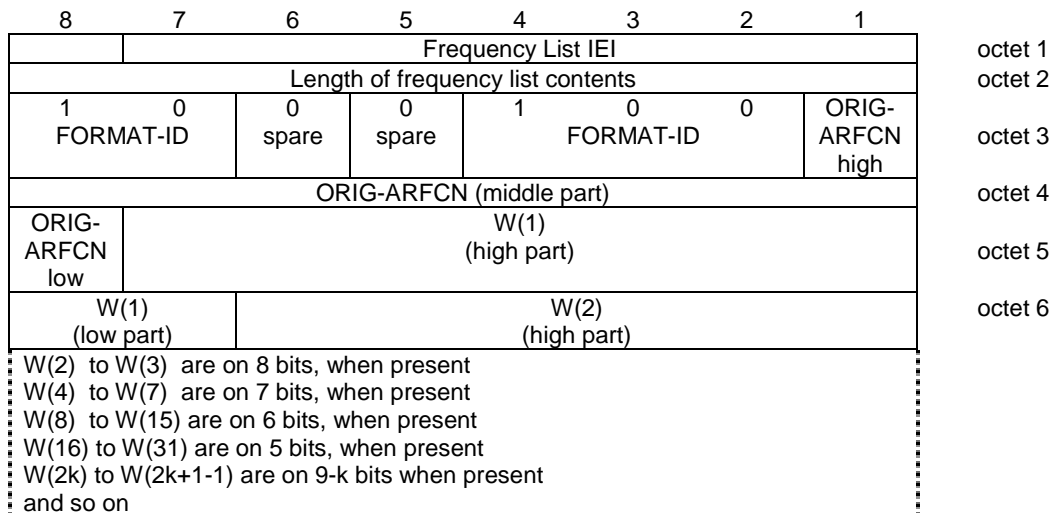 8 7 6 5 4 3 2 1
Frequency List IEI octet 1
Length of frequency list contents octet 2
1 0 0 0 1 0 0 ORIG-
FORMAT-ID spare spare FORMAT-ID ARFCN octet 3
high
ORIG-ARFCN (middle part) octet 4
ORIG- W(1)
ARFCN (high part) octet 5
low
W(1) W(2) octet 6
(low part) (high part)
W(2) to W(3) are on 8 bits, when present
W(4) to W(7) are on 7 bits, when present
W(8) to W(15) are on 6 bits, when present
W(16) to W(31) are on 5 bits, when present
W(2k) to W(2k+1-1) are on 9-k bits when present
and so on